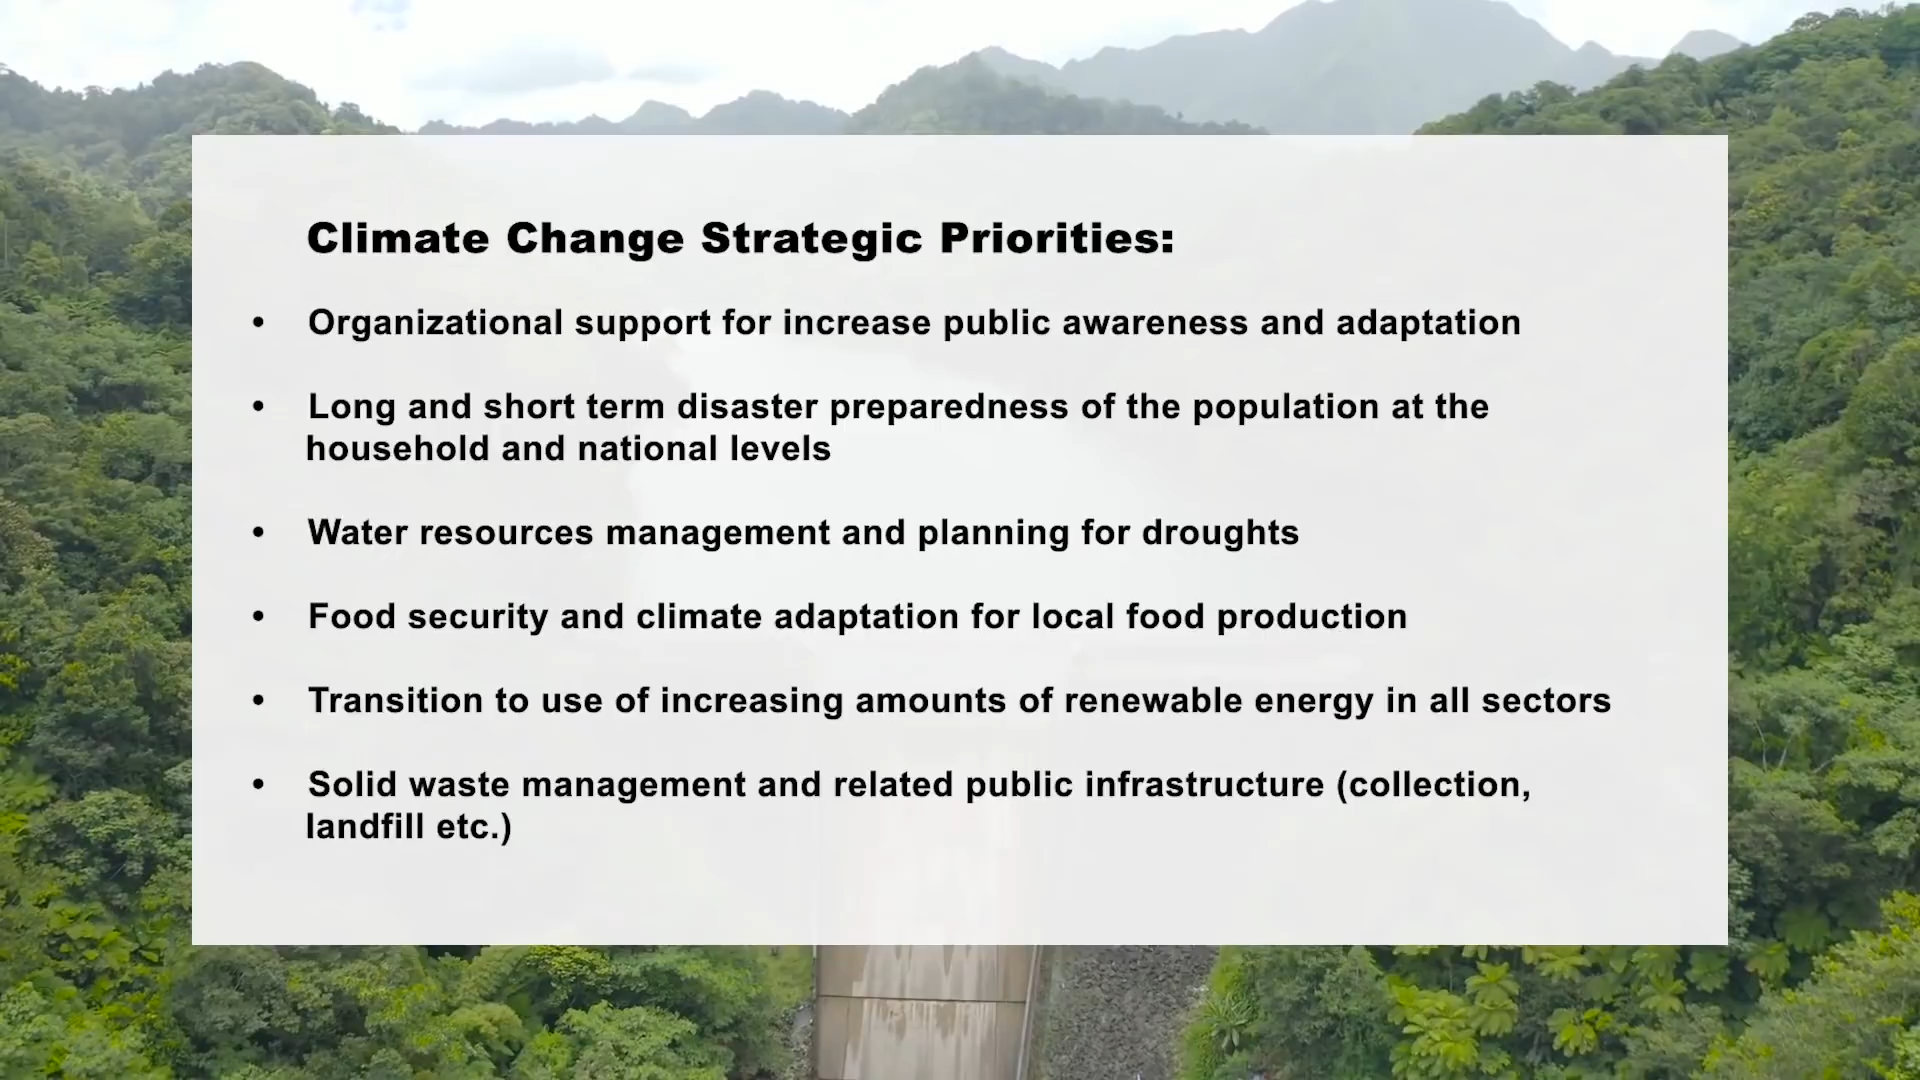 Climate Change Strategic Priorities:
• Organizational support for increase public awareness and adaptation
• Long and short term disaster preparedness of the population at the
household and national levels
• Water resources management and planning for droughts
• Food security and climate adaptation for local food production
• Transition to use of increasing amounts of renewable energy in all sectors
• Solid waste management and related public infrastructure (collection,
landfill etc.)